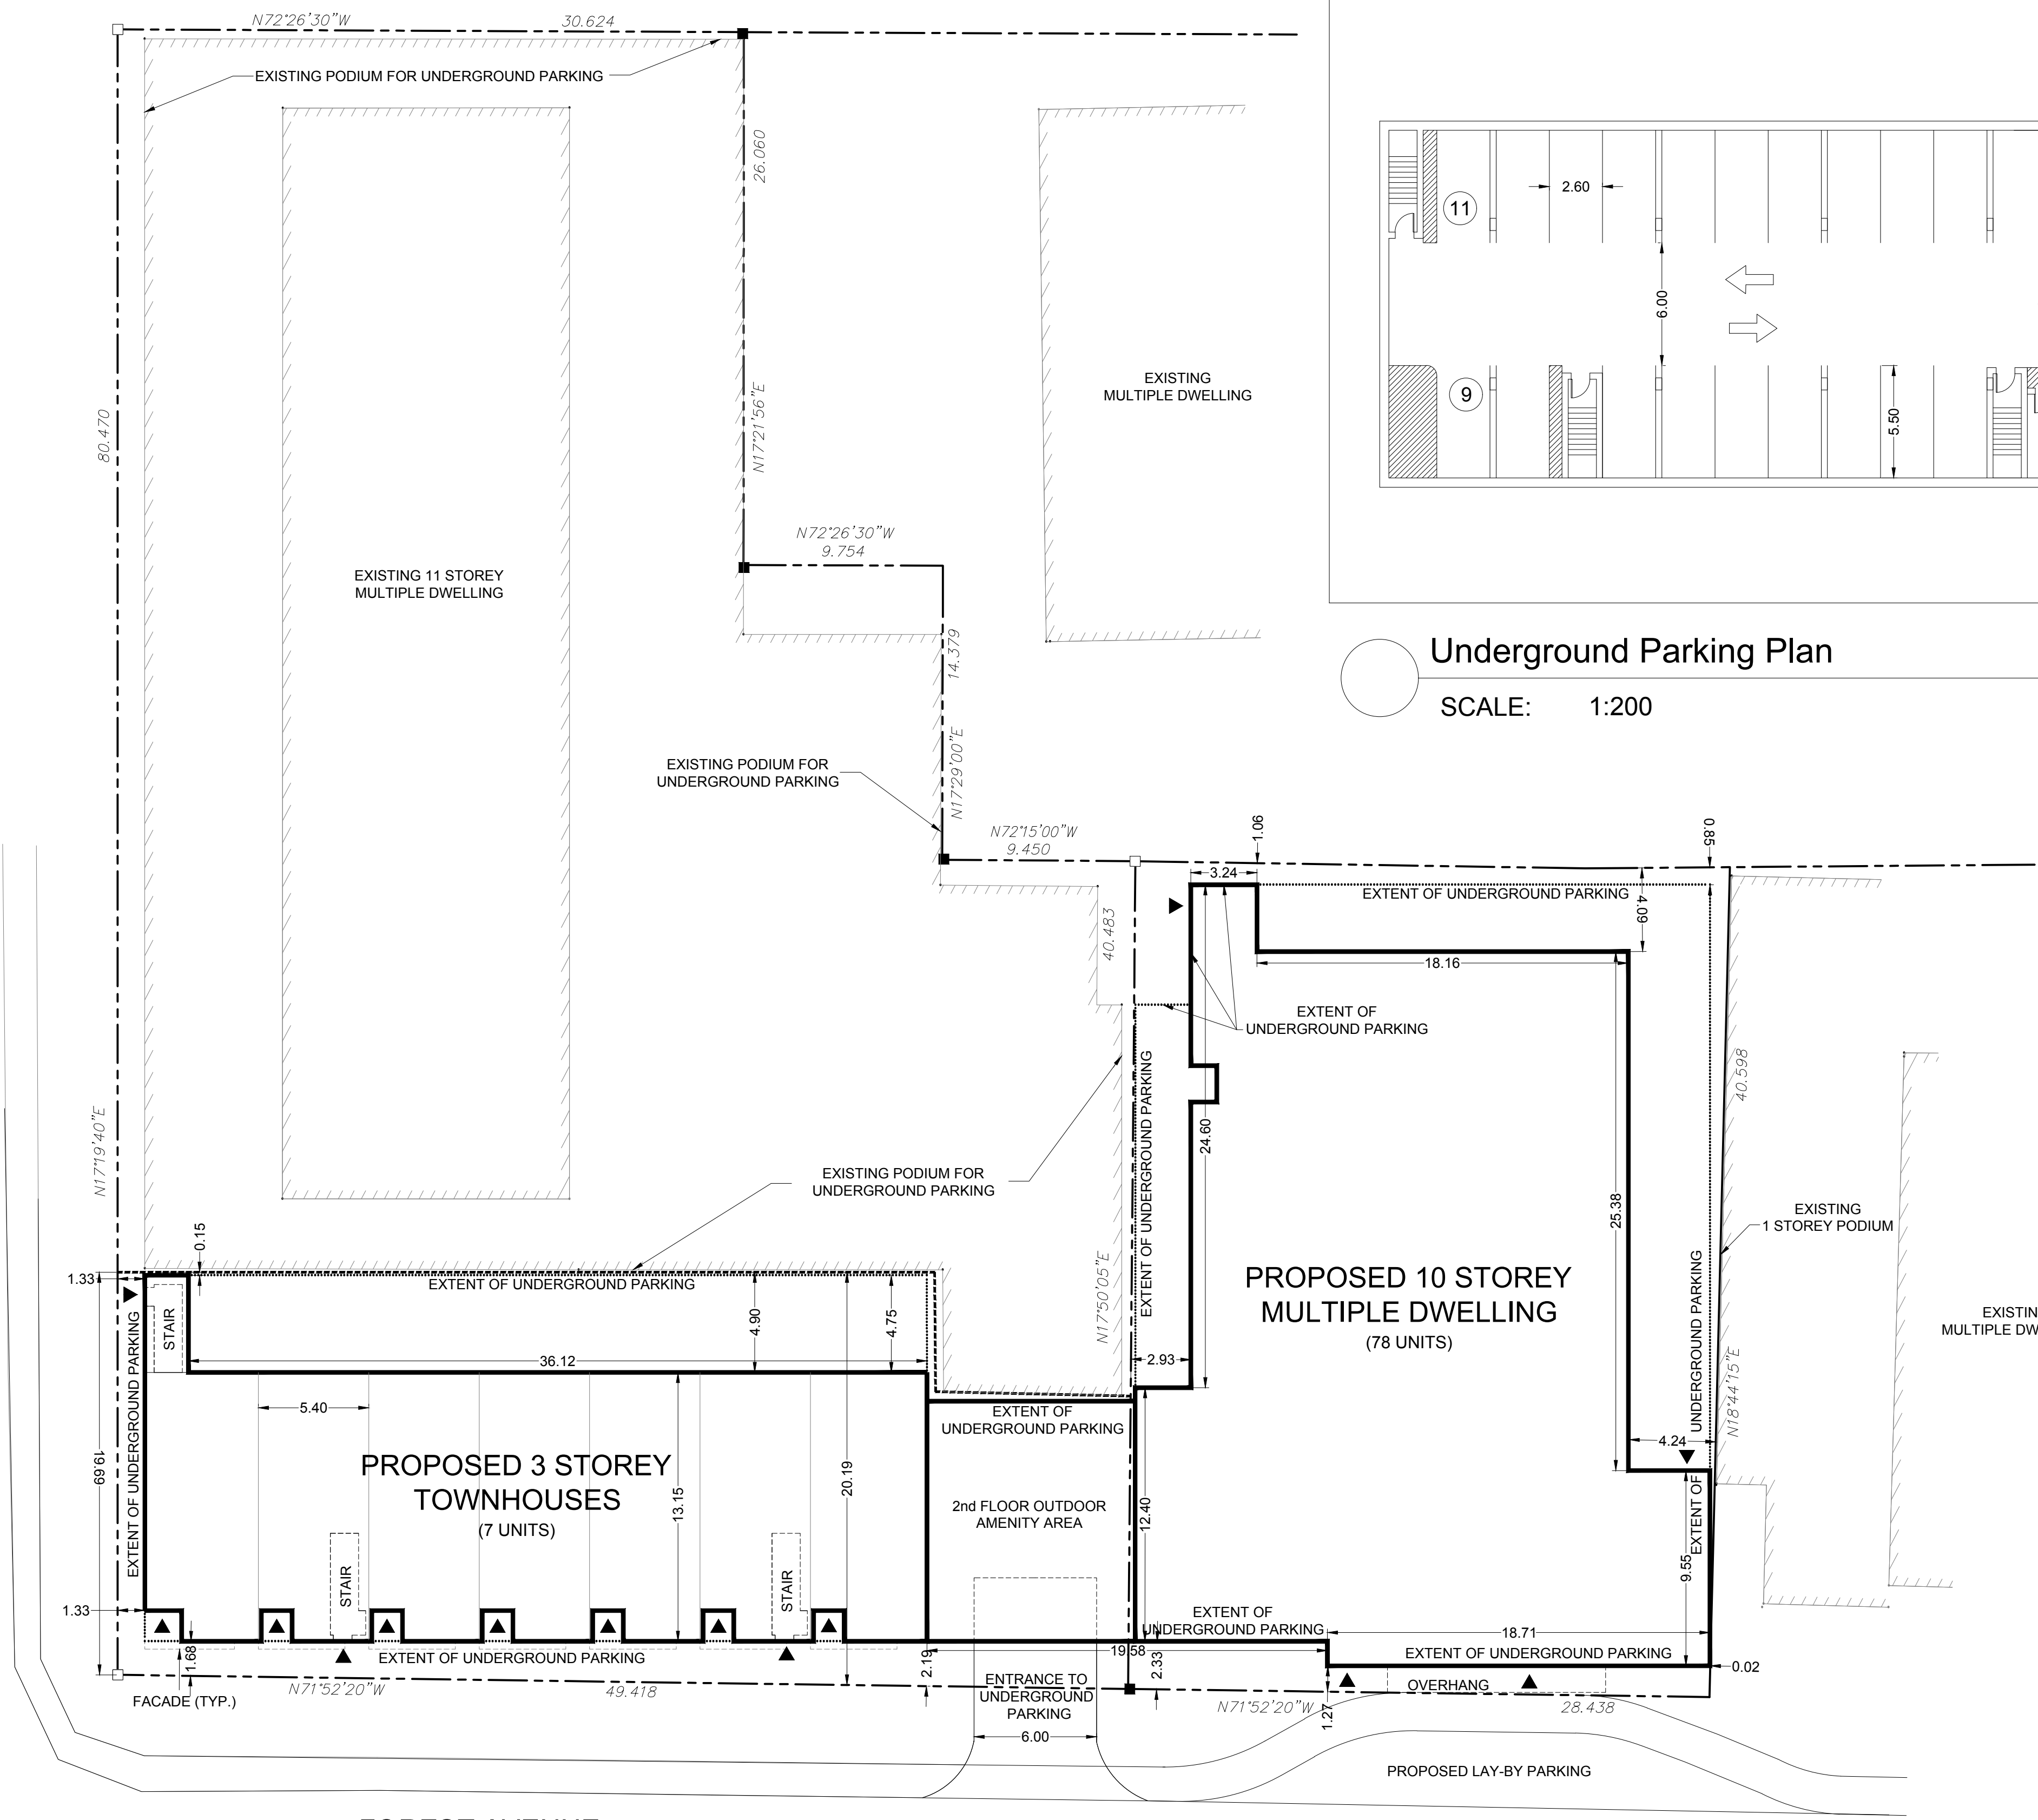 N72°26'30"W
30.624
EXISTING PODIUM FOR UNDERGROUND PARKING
26.060
N17°21'56"E
80.470
N17°19'40"E
EXISTING 11 STOREY
MULTIPLE DWELLING
EXISTING
MULTIPLE DWELLING
N72°26'30"W
9.754
14.379
N17°29'00"E
EXISTING PODIUM FOR
UNDERGROUND PARKING
N72°15'00"W
9.450
11
9
2.60
6.00
5.50
Underground Parking Plan
SCALE: 1:200
1.06
0.85
3.24
EXTENT OF UNDERGROUND PARKING
4.09
18.16
40.483
EXTENT OF
UNDERGROUND PARKING
EXTENT OF UNDERGROUND PARKING
24.60
25.38
40.598
EXISTING PODIUM FOR
UNDERGROUND PARKING
N17°50'05"E
EXISTING
1 STOREY PODIUM
PROPOSED 10 STOREY
MULTIPLE DWELLING
(78 UNITS)
EXISTIN
MULTIPLE DW
N18°44'15"E
2.93
4.24
EXTENT OF
UNDERGROUND PARKING
9.55
12.40
0.15
1.33
STAIR
EXTENT OF UNDERGROUND PARKING
4.90
4.75
36.12
5.40
EXTENT OF UNDERGROUND PARKING
19.69
PROPOSED 3 STOREY
TOWNHOUSES
(7 UNITS)
13.15
20.19
EXTENT OF
UNDERGROUND PARKING
2nd FLOOR OUTDOOR
AMENITY AREA
STAIR
STAIR
1.33
1.68
EXTENT OF UNDERGROUND PARKING
FACADE (TYP.)
N71°52'20"W
49.418
2.19
19.58
2.33
EXTENT OF
UNDERGROUND PARKING
18.71
EXTENT OF UNDERGROUND PARKING
0.02
OVERHANG
1.27
N71°52'20"W
28.438
ENTRANCE TO
UNDERGROUND
PARKING
6.00
PROPOSED LAY-BY PARKING